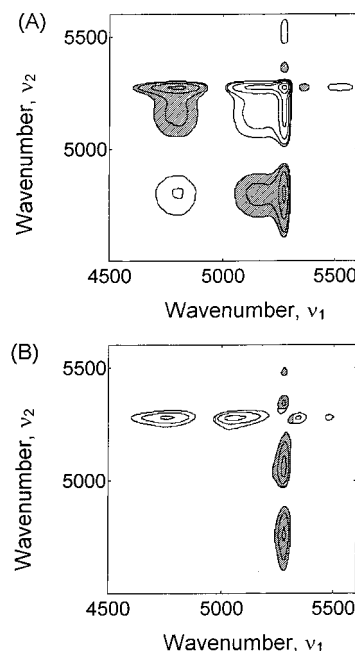 (A)
5500
5000
Wavenumber, ν₂
4500 5000 5500
Wavenumber, ν₁
(B)
5500
5000
Wavenumber, ν₂
4500 5000 5500
Wavenumber, ν₁